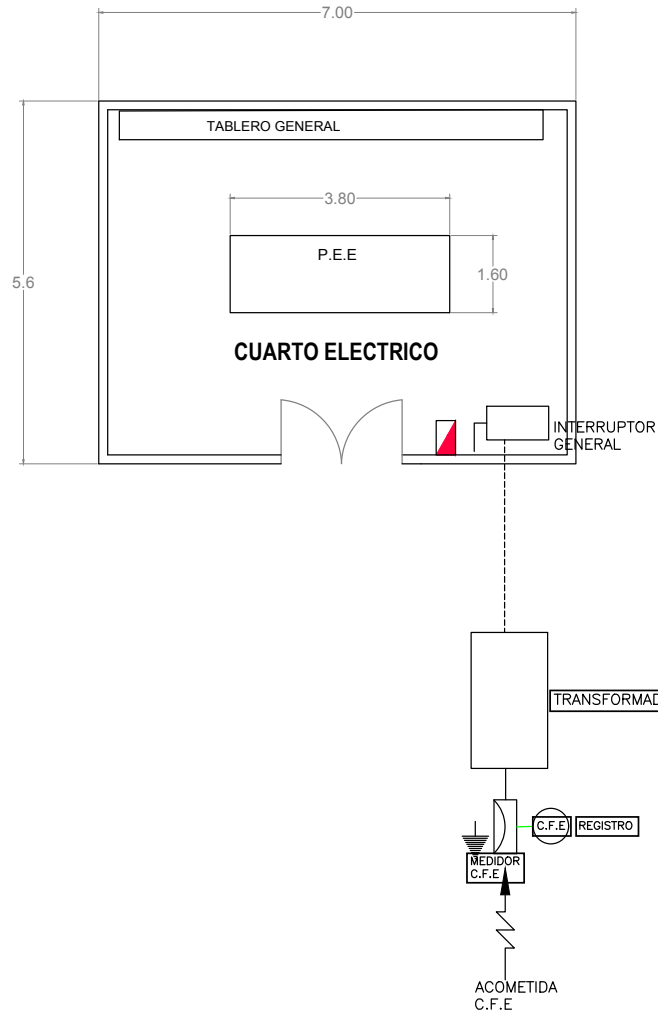 7.00
TABLERO GENERAL
3.80
P.E.E
1.60
5.6
CUARTO ELECTRICO
INTERRUPTOR
GENERAL
TRANSFORMAD
C.F.E
REGISTRO
MEDIDOR
C.F.E
ACOMETIDA
C.F.E